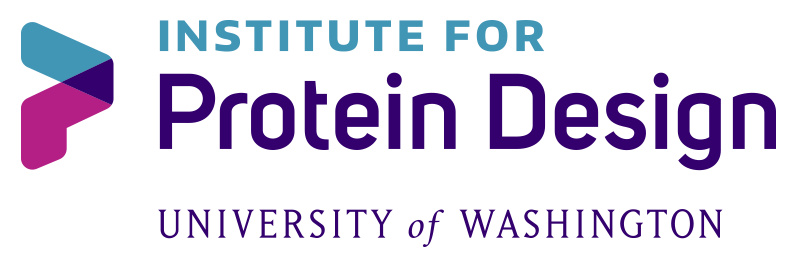 INSTITUTE FOR
Protein Design
UNIVERSITY of WASHINGTON